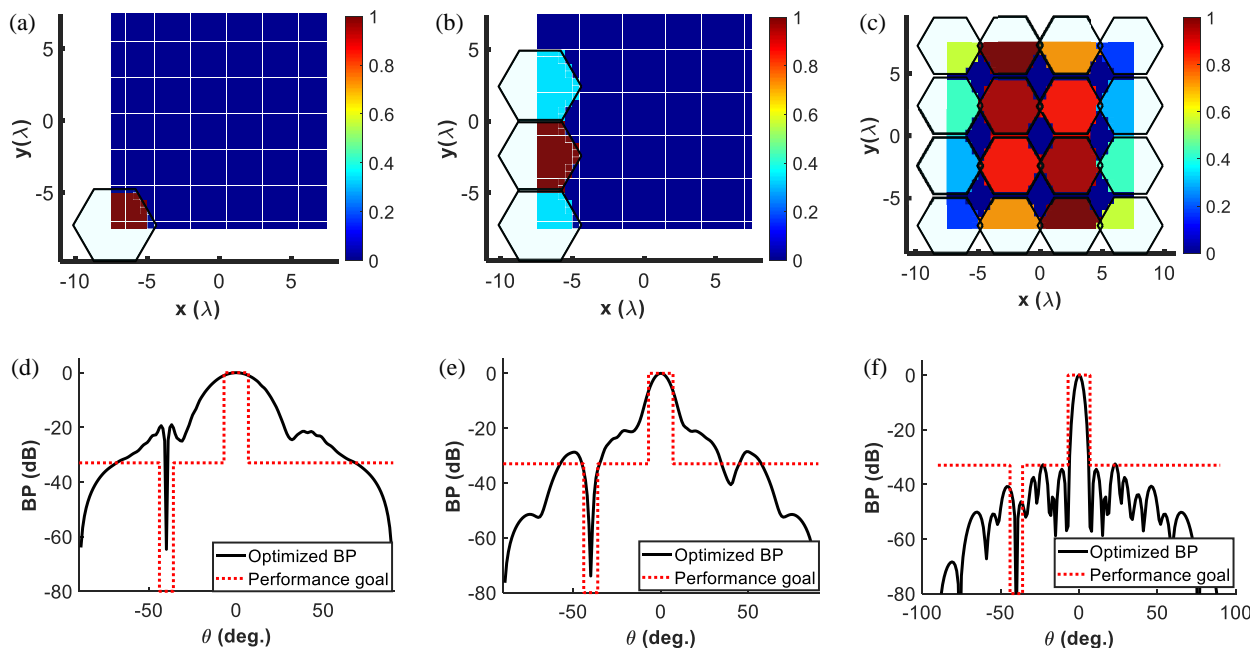 (a)
5
0
-5
y(λ)
-10 -5 0 5
x (λ)
1
0.8
0.6
0.4
0.2
0
(b)
5
0
-5
y(λ)
-10 -5 0 5
x (λ)
1
0.8
0.6
0.4
0.2
0
(c)
5
0
-5
y(λ)
-10 -5 0 5 10
x (λ)
1
0.8
0.6
0.4
0.2
0
(d)
0
-20
-40
-60
-80
BP (dB)
-50 0 50
θ (deg.)
Optimized BP
Performance goal
(e)
0
-20
-40
-60
-80
BP (dB)
-50 0 50
θ (deg.)
Optimized BP
Performance goal
(f)
0
-20
-40
-60
-80
BP (dB)
-100 -50 0 50 100
θ (deg.)
Optimized BP
Performance goal